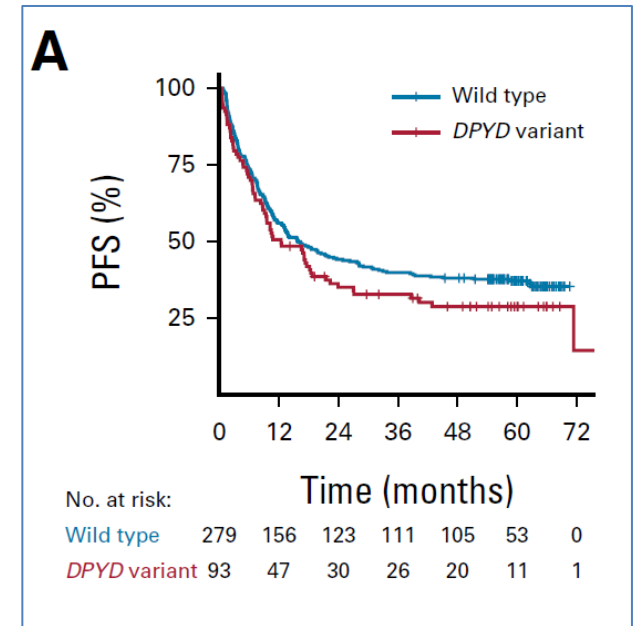 A
Wild type
DPYD variant
PFS (%)
100
75
50
25
0 12 24 36 48 60 72
Time (months)
No. at risk:
Wild type 279 156 123 111 105 53 0
DPYD variant 93 47 30 26 20 11 1